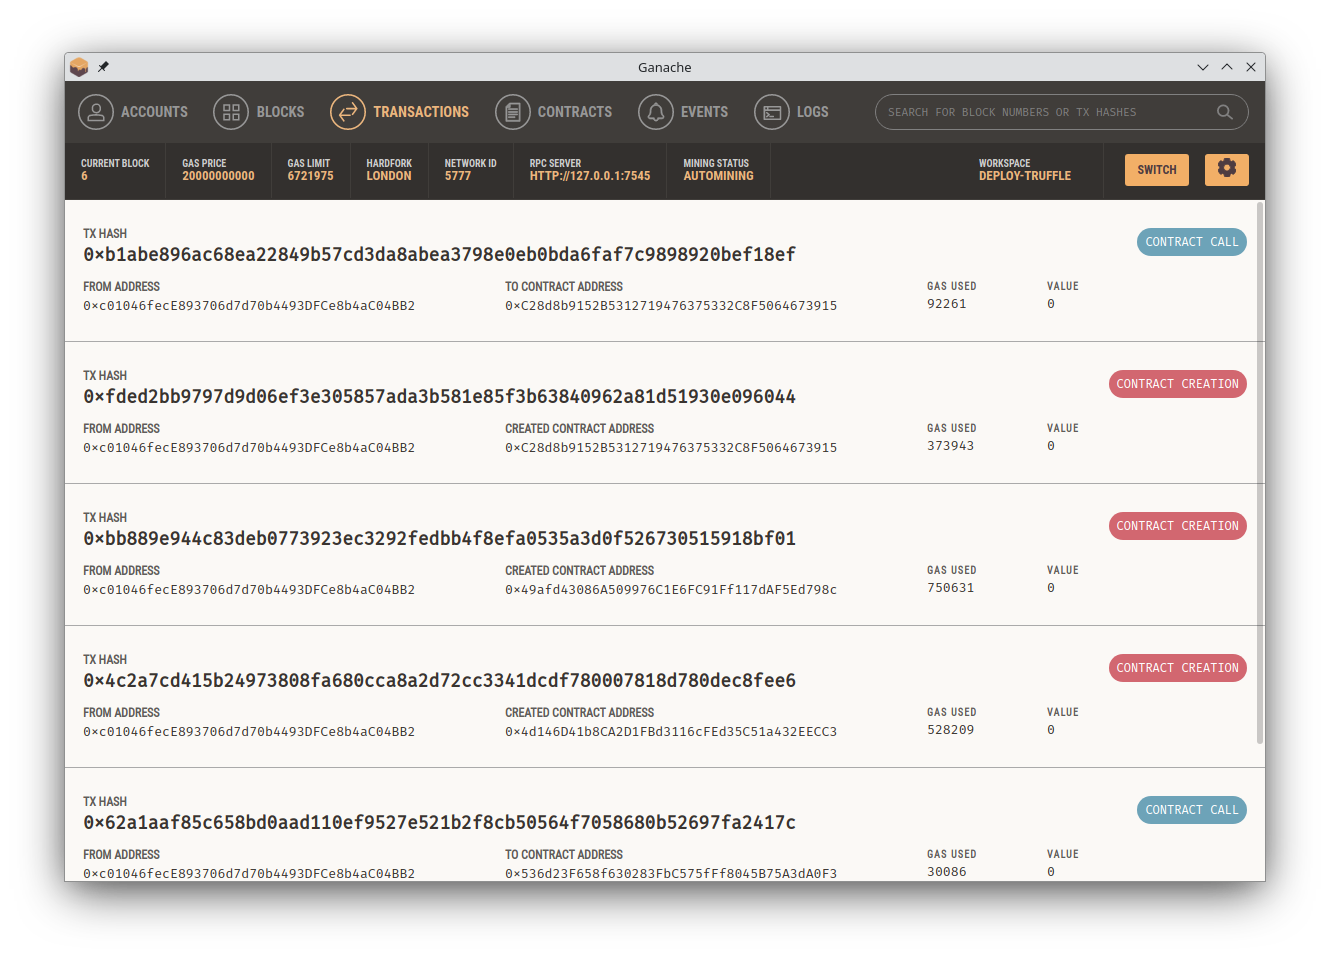 Ganache
ACCOUNTS BLOCKS TRANSACTIONS CONTRACTS EVENTS LOGS SEARCH FOR BLOCK NUMBERS OR TX HASHES
CURRENT BLOCK GAS PRICE GAS LIMIT HARDFORK NETWORK ID RPC SERVER MINING STATUS WORKSPACE
6 20000000000 6721975 LONDON 5777 HTTP://127.0.0.1:7545 AUTOMINING DEPLOY-TRUFFLE SWITCH
TX HASH
0×b1abe896ac68ea22849b57cd3da8abea3798e0eb0bda6faf7c9898920bef18ef CONTRACT CALL
FROM ADDRESS TO CONTRACT ADDRESS GAS USED VALUE
0×c01046fecE893706d7d70b4493DFCe8b4aC04BB2 0×C28d8b9152B5312719476375332C8F5064673915 92261 0
TX HASH
0×fded2bb9797d9d06ef3e305857ada3b581e85f3b63840962a81d51930e096044 CONTRACT CREATION
FROM ADDRESS CREATED CONTRACT ADDRESS GAS USED VALUE
0×c01046fecE893706d7d70b4493DFCe8b4aC04BB2 0×C28d8b9152B5312719476375332C8F5064673915 373943 0
TX HASH
0×bb889e944c83deb0773923ec3292fedbb4f8efa0535a3d0f526730515918bf01 CONTRACT CREATION
FROM ADDRESS CREATED CONTRACT ADDRESS GAS USED VALUE
0×c01046fecE893706d7d70b4493DFCe8b4aC04BB2 0×49afd43086A509976C1E6FC91Ff117dAF5Ed798c 750631 0
TX HASH
0×4c2a7cd415b24973808fa680cca8a2d72cc3341dcdf780007818d780dec8fee6 CONTRACT CREATION
FROM ADDRESS CREATED CONTRACT ADDRESS GAS USED VALUE
0×c01046fecE893706d7d70b4493DFCe8b4aC04BB2 0×4d146D41b8CA2D1FBd3116cFEd35C51a432EECC3 528209 0
TX HASH
0×62a1aaf85c658bd0aad110ef9527e521b2f8cb50564f7058680b52697fa2417c CONTRACT CALL
FROM ADDRESS TO CONTRACT ADDRESS GAS USED VALUE
0×c01046fecE893706d7d70b4493DFCe8b4aC04BB2 0×536d23F658f630283FbC575fFf8045B75A3dA0F3 30086 0